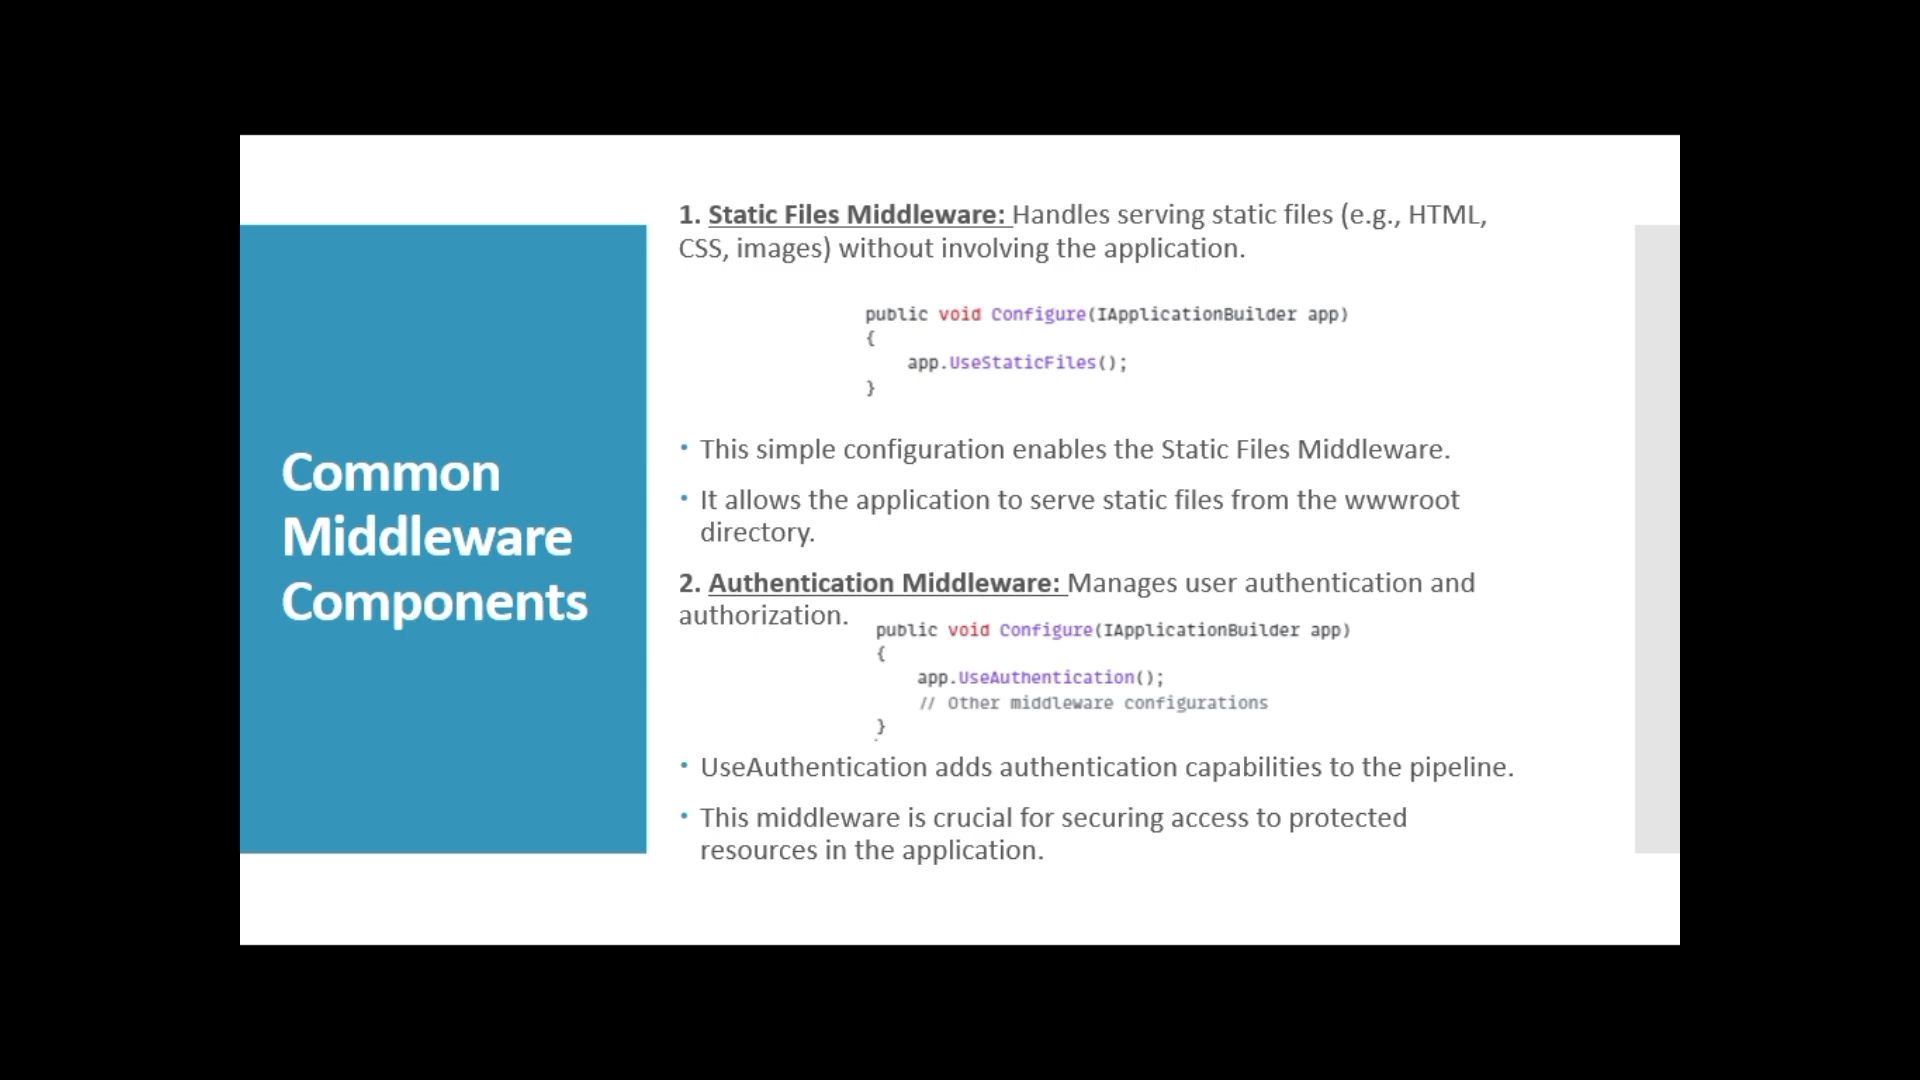 Common
Middleware
Components
1. Static Files Middleware: Handles serving static files (e.g., HTML,
CSS, images) without involving the application.
public void Configure(IApplicationBuilder app)
{
    app.UseStaticFiles();
}
• This simple configuration enables the Static Files Middleware.
• It allows the application to serve static files from the wwwroot
directory.
2. Authentication Middleware: Manages user authentication and
authorization.
public void Configure(IApplicationBuilder app)
{
    app.UseAuthentication();
    // Other middleware configurations
}
• UseAuthentication adds authentication capabilities to the pipeline.
• This middleware is crucial for securing access to protected
resources in the application.